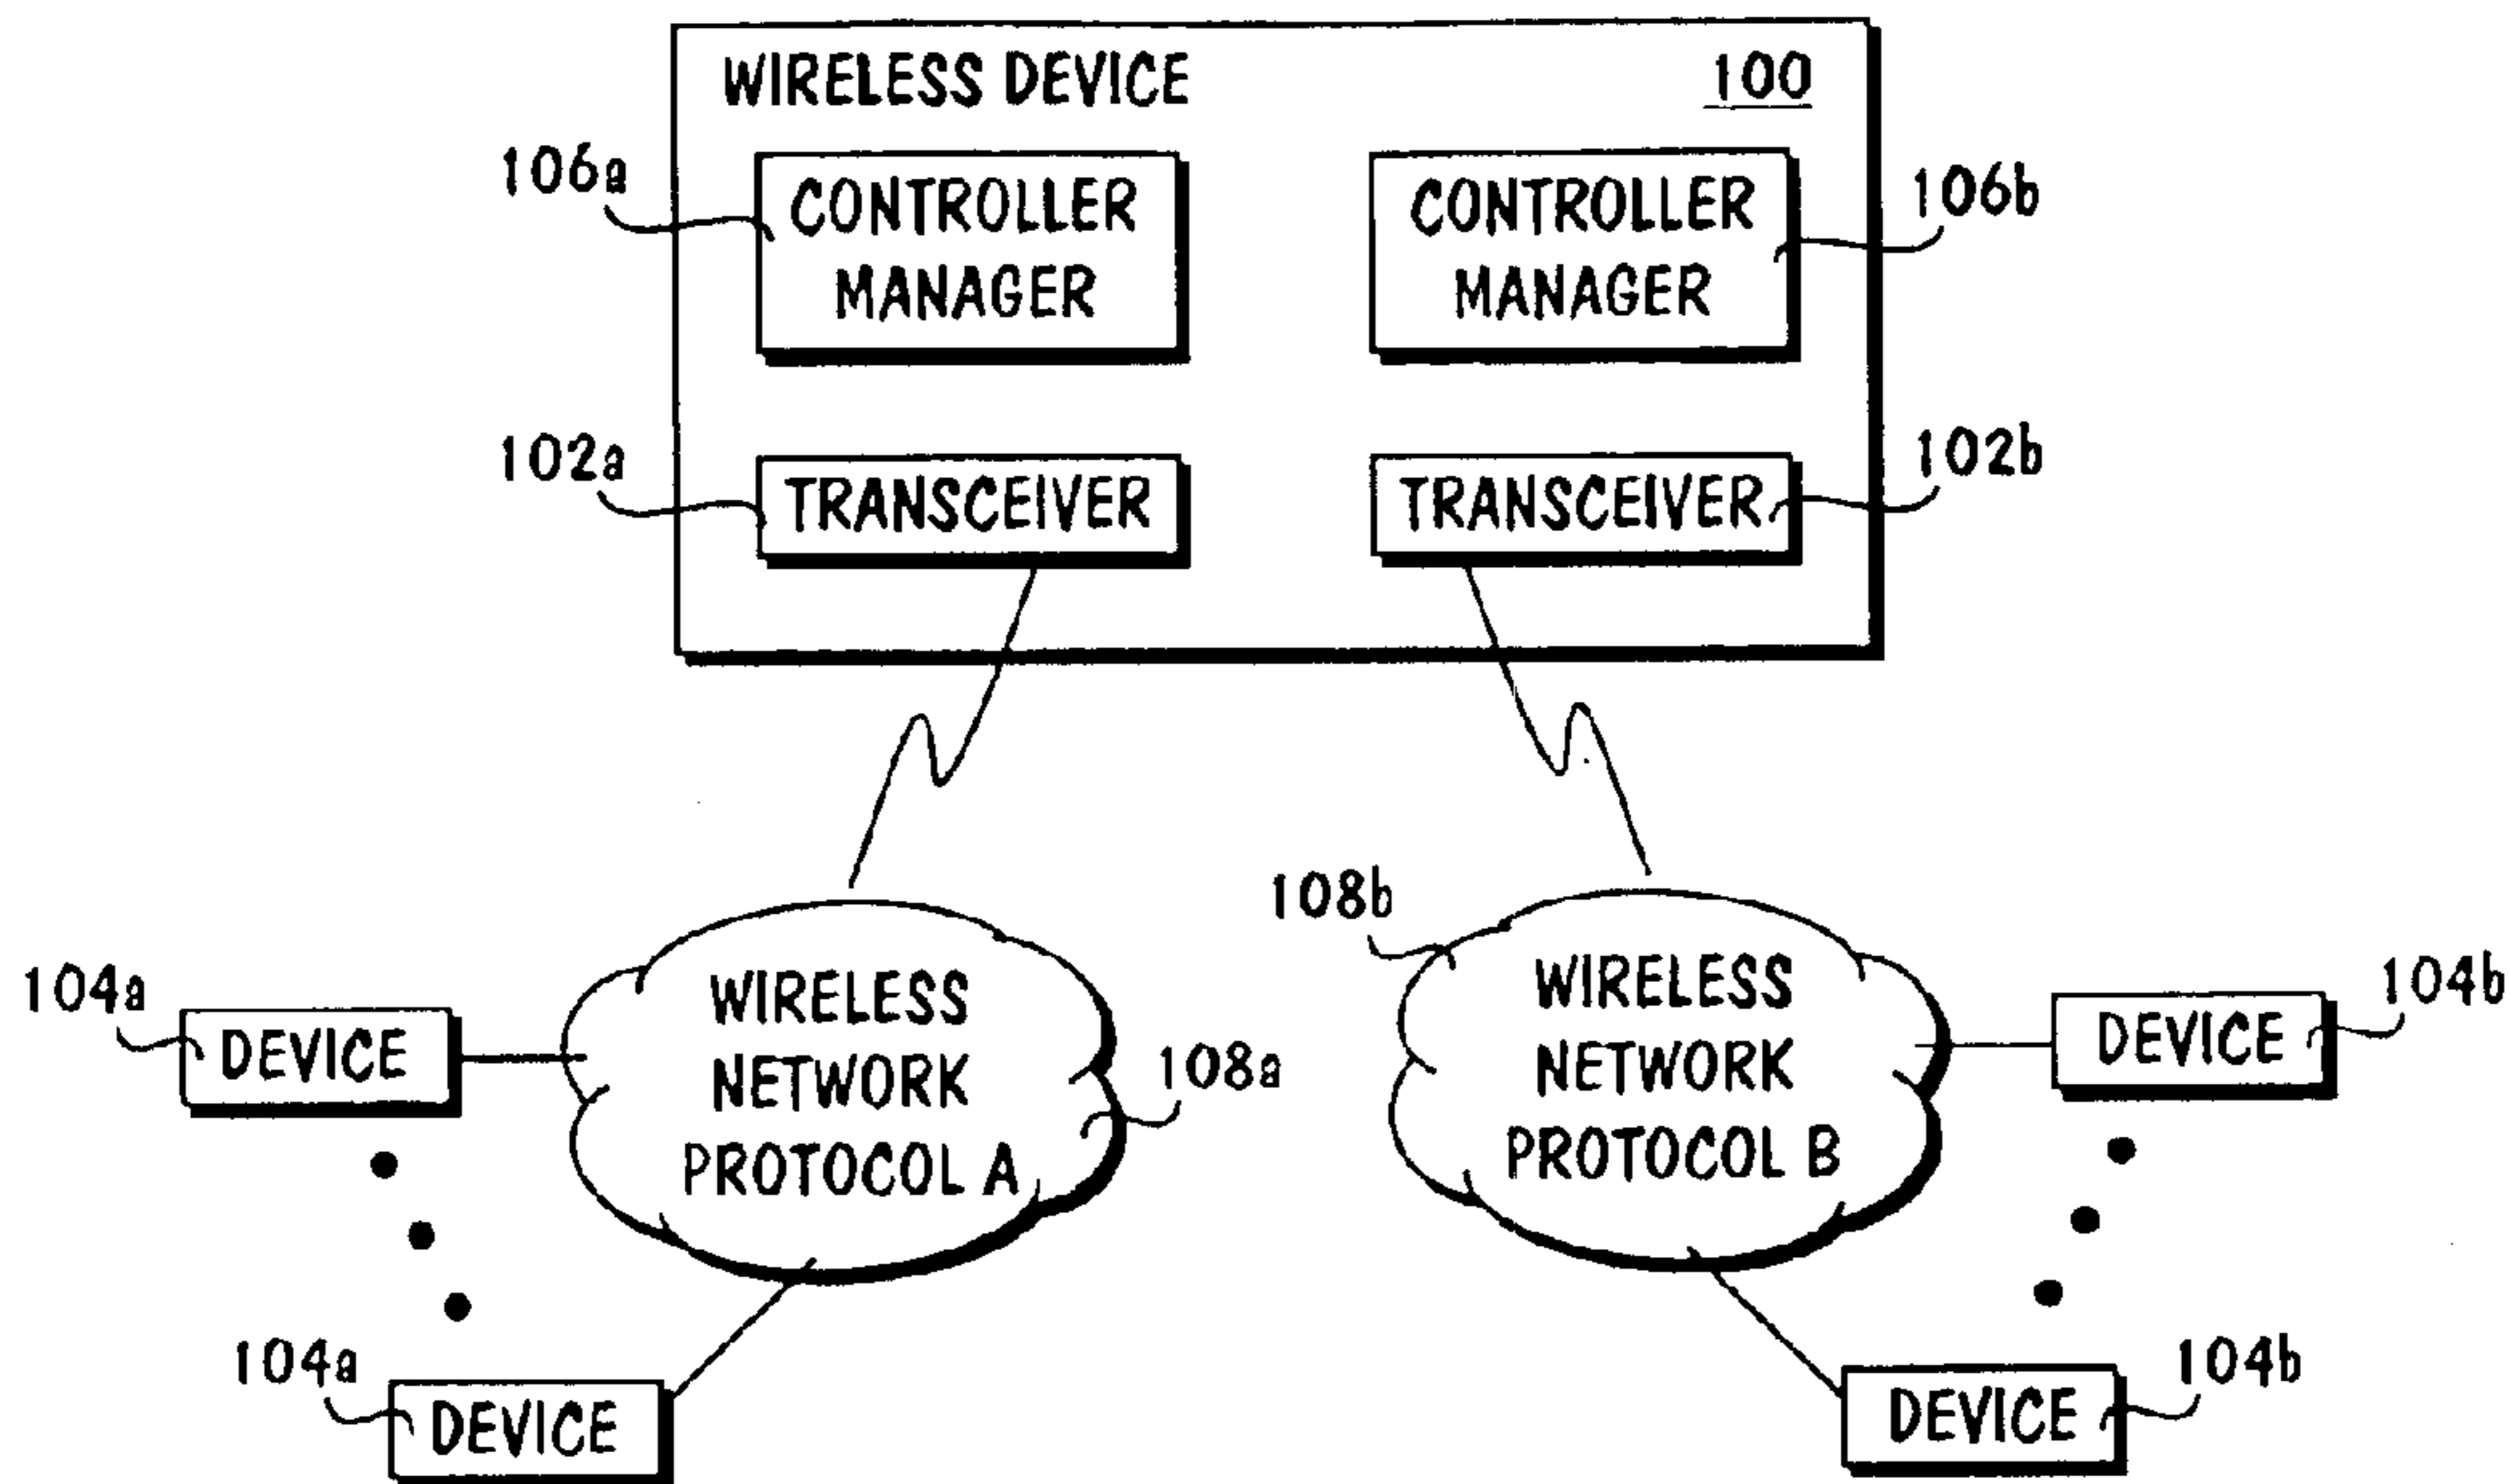 WIRELESS DEVICE 100
106a
CONTROLLER
MANAGER
CONTROLLER
MANAGER
106b
102a
TRANSCEIVER
TRANSCEIVER
102b
108b
104a
DEVICE
WIRELESS
NETWORK
PROTOCOL A
108a
WIRELESS
NETWORK
PROTOCOL B
104b
DEVICE
104a
DEVICE
104b
DEVICE